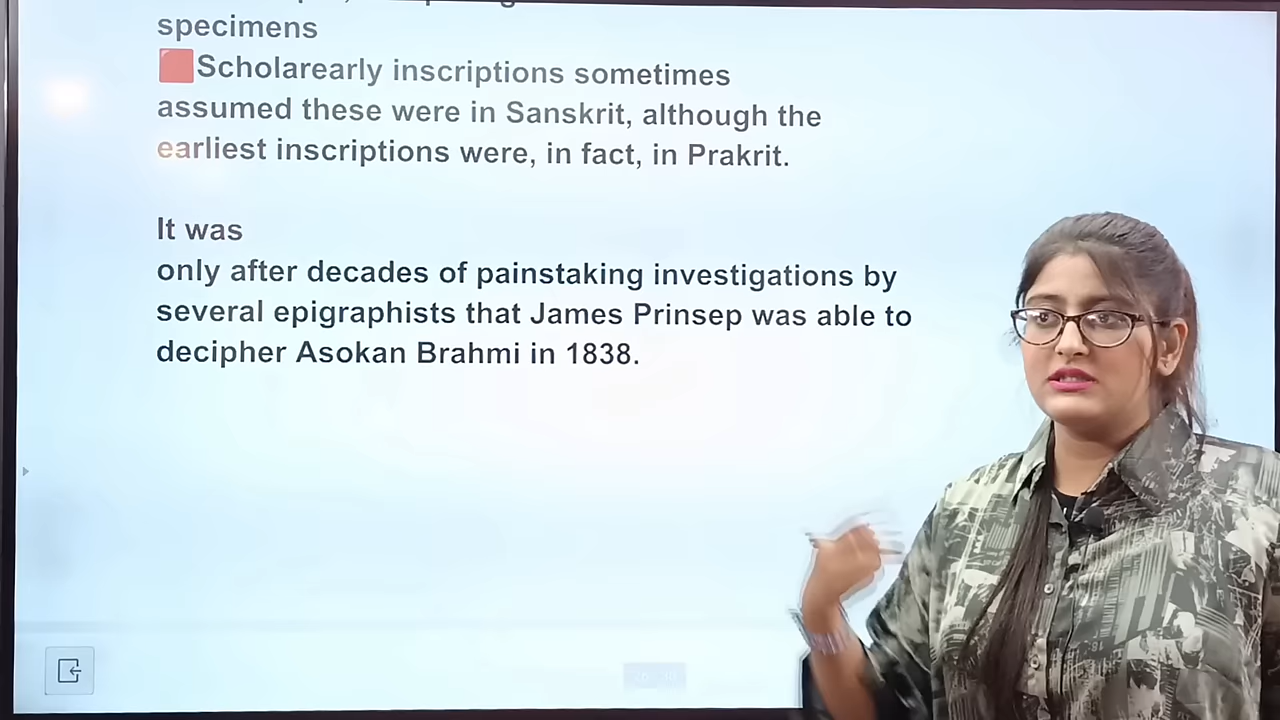 specimens
Scholarearly inscriptions sometimes
assumed these were in Sanskrit, although the
earliest inscriptions were, in fact, in Prakrit.
It was
only after decades of painstaking investigations by
several epigraphists that James Prinsep was able to
decipher Asokan Brahmi in 1838.